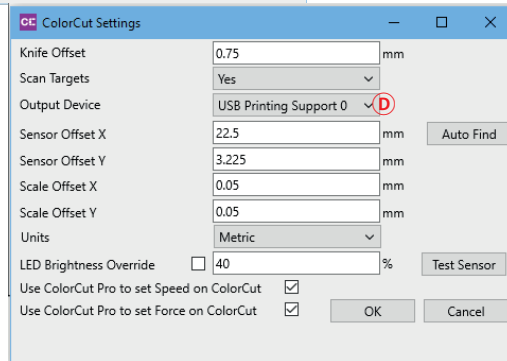 CE ColorCut Settings
Knife Offset 0.75 mm
Scan Targets Yes
Output Device USB Printing Support 0 D
Sensor Offset X 22.5 mm Auto Find
Sensor Offset Y 3.225 mm
Scale Offset X 0.05 mm
Scale Offset Y 0.05 mm
Units Metric
LED Brightness Override 40 % Test Sensor
Use ColorCut Pro to set Speed on ColorCut
Use ColorCut Pro to set Force on ColorCut OK Cancel